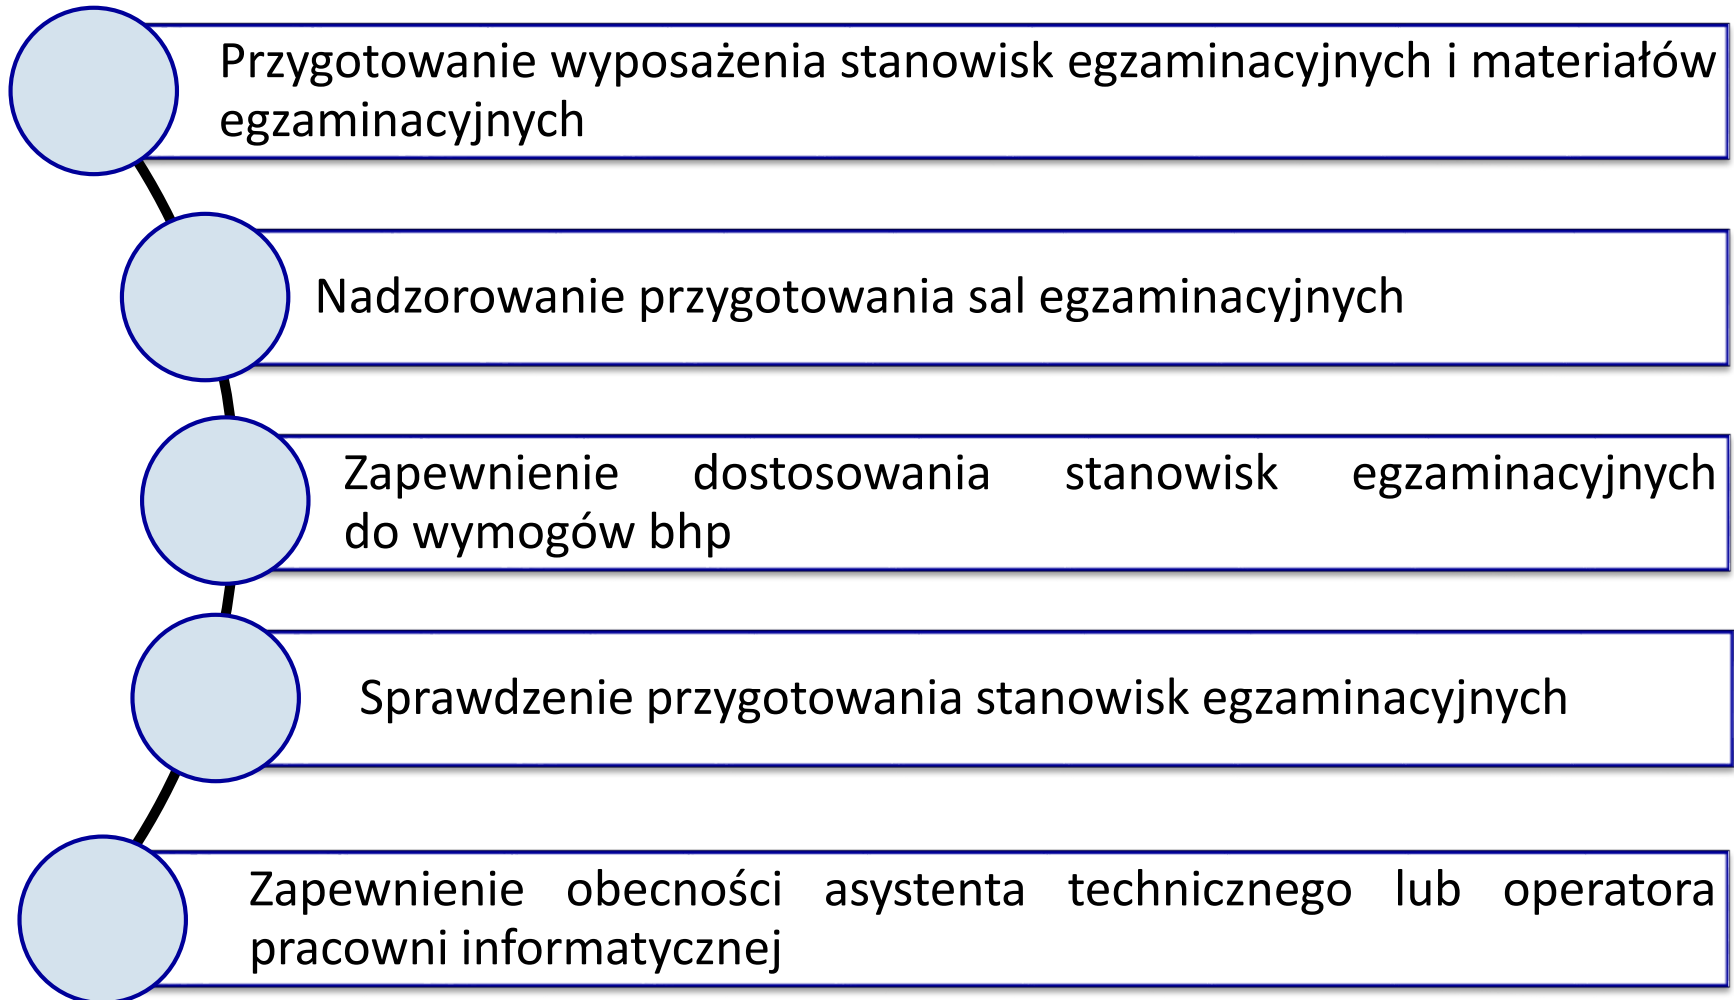 Przygotowanie wyposażenia stanowisk egzaminacyjnych i materiałów
egzaminacyjnych
Nadzorowanie przygotowania sal egzaminacyjnych
Zapewnienie dostosowania stanowisk egzaminacyjnych
do wymogów bhp
Sprawdzenie przygotowania stanowisk egzaminacyjnych
Zapewnienie obecności asystenta technicznego lub operatora
pracowni informatycznej